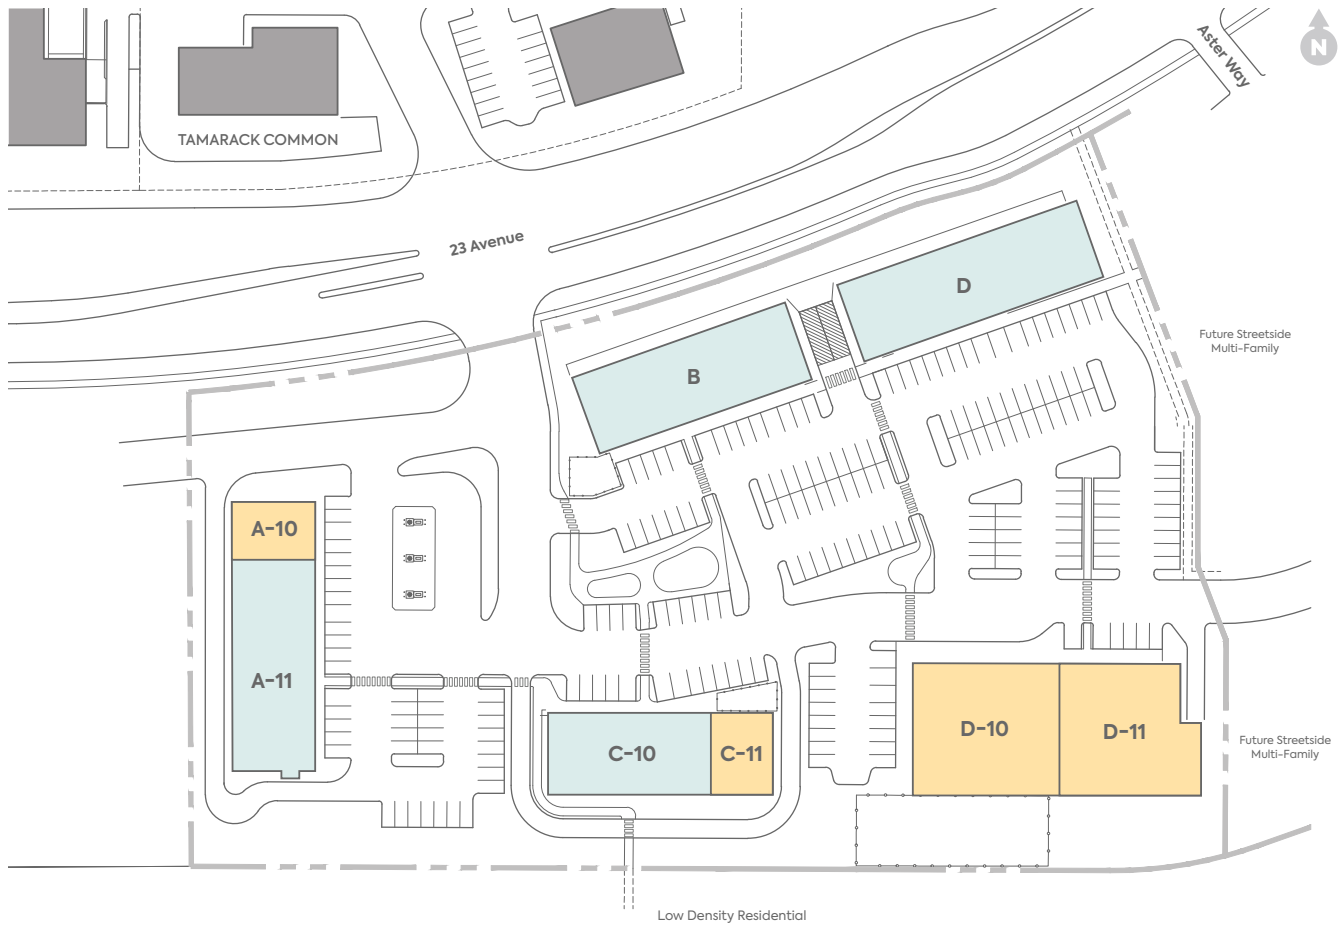 Aster Way
N
TAMARACK COMMON
23 Avenue
D
Future Streetside
Multi-Family
B
A-10
A-11
C-10
C-11
D-10
D-11
Future Streetside
Multi-Family
Low Density Residential